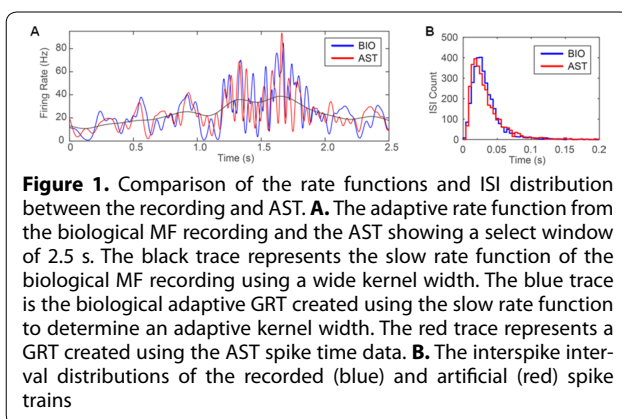 A
BIO
AST
Firing Rate (Hz)
80
60
40
20
0
0 0.5 1.0 1.5 2.0 2.5
Time (s)
B
BIO
AST
ISI Count
500
400
300
200
100
0
0 0.05 0.1 0.15 0.2
Time (s)
Figure 1. Comparison of the rate functions and ISI distribution
between the recording and AST. A. The adaptive rate function from
the biological MF recording and the AST showing a select window
of 2.5 s. The black trace represents the slow rate function of the
biological MF recording using a wide kernel width. The blue trace
is the biological adaptive GRT created using the slow rate function
to determine an adaptive kernel width. The red trace represents a
GRT created using the AST spike time data. B. The interspike inter-
val distributions of the recorded (blue) and artificial (red) spike
trains